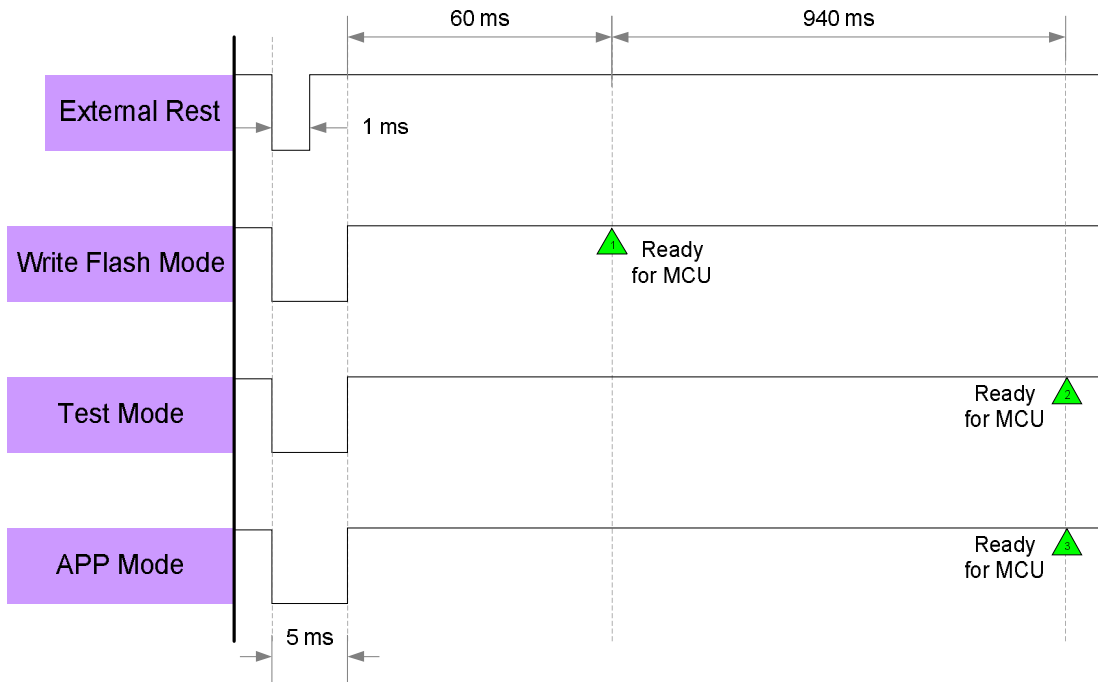 60 ms
940 ms
External Rest
1 ms
Write Flash Mode
1
Ready
for MCU
Test Mode
Ready
for MCU
2
APP Mode
Ready
for MCU
3
5 ms